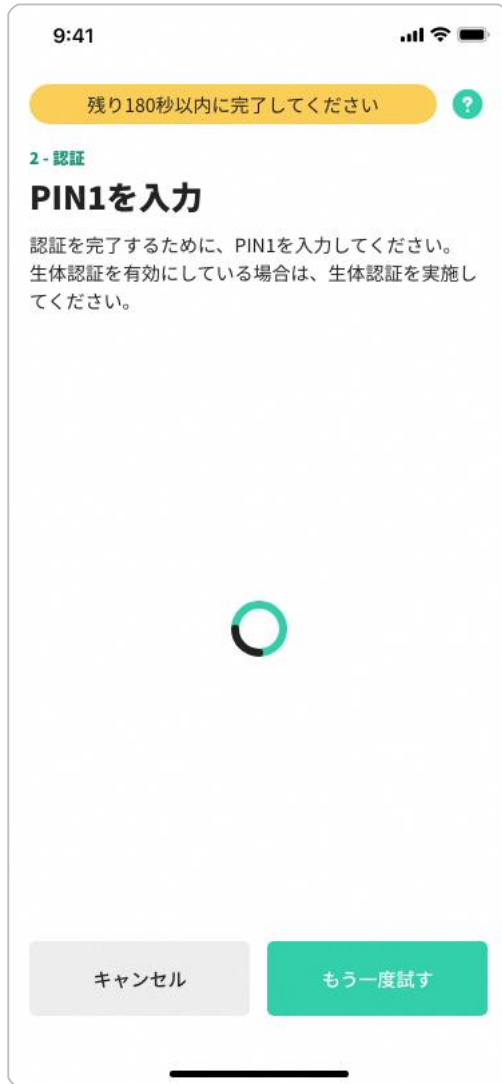 9:41
残り180秒以内に完了してください
?
2 - 認証
PIN1を入力
認証を完了するために、PIN1を入力してください。
生体認証を有効にしている場合は、生体認証を実施し
てください。
キャンセル
もう一度試す